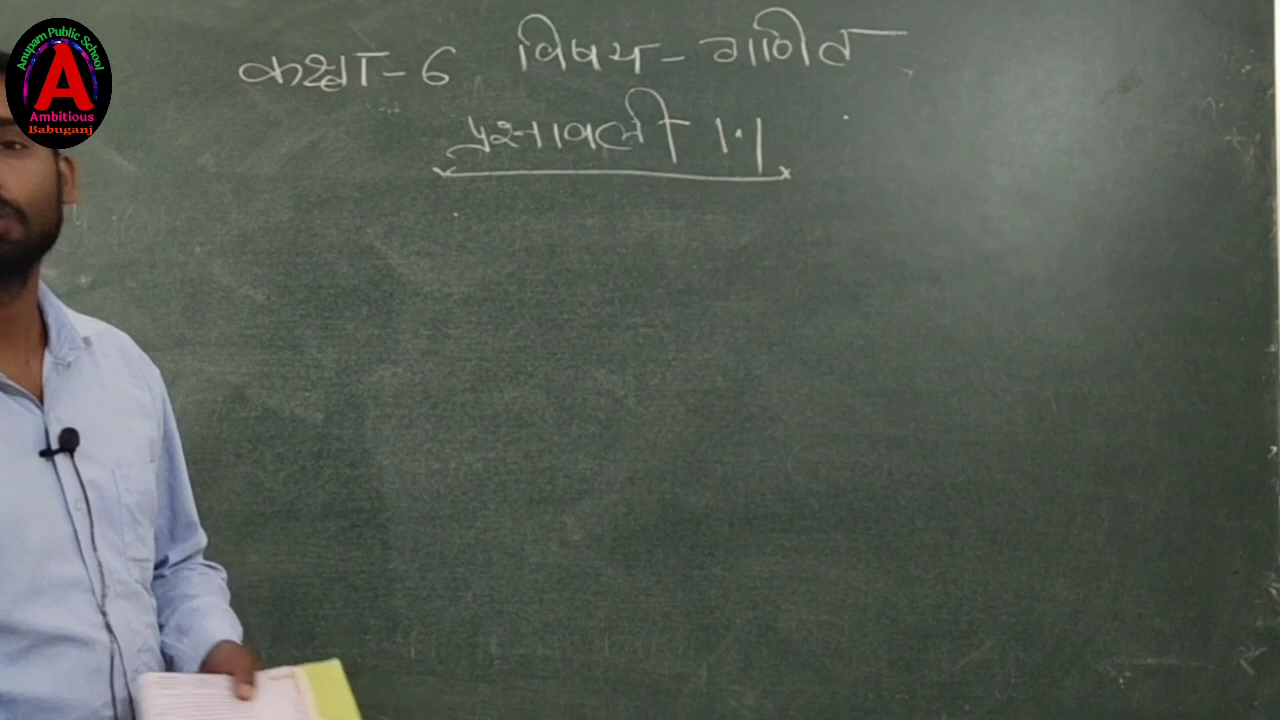 Anupam Public School
A
Ambitious
Babuganj
कक्षा - 6 विषय - गणित
प्रश्नावली 1.1